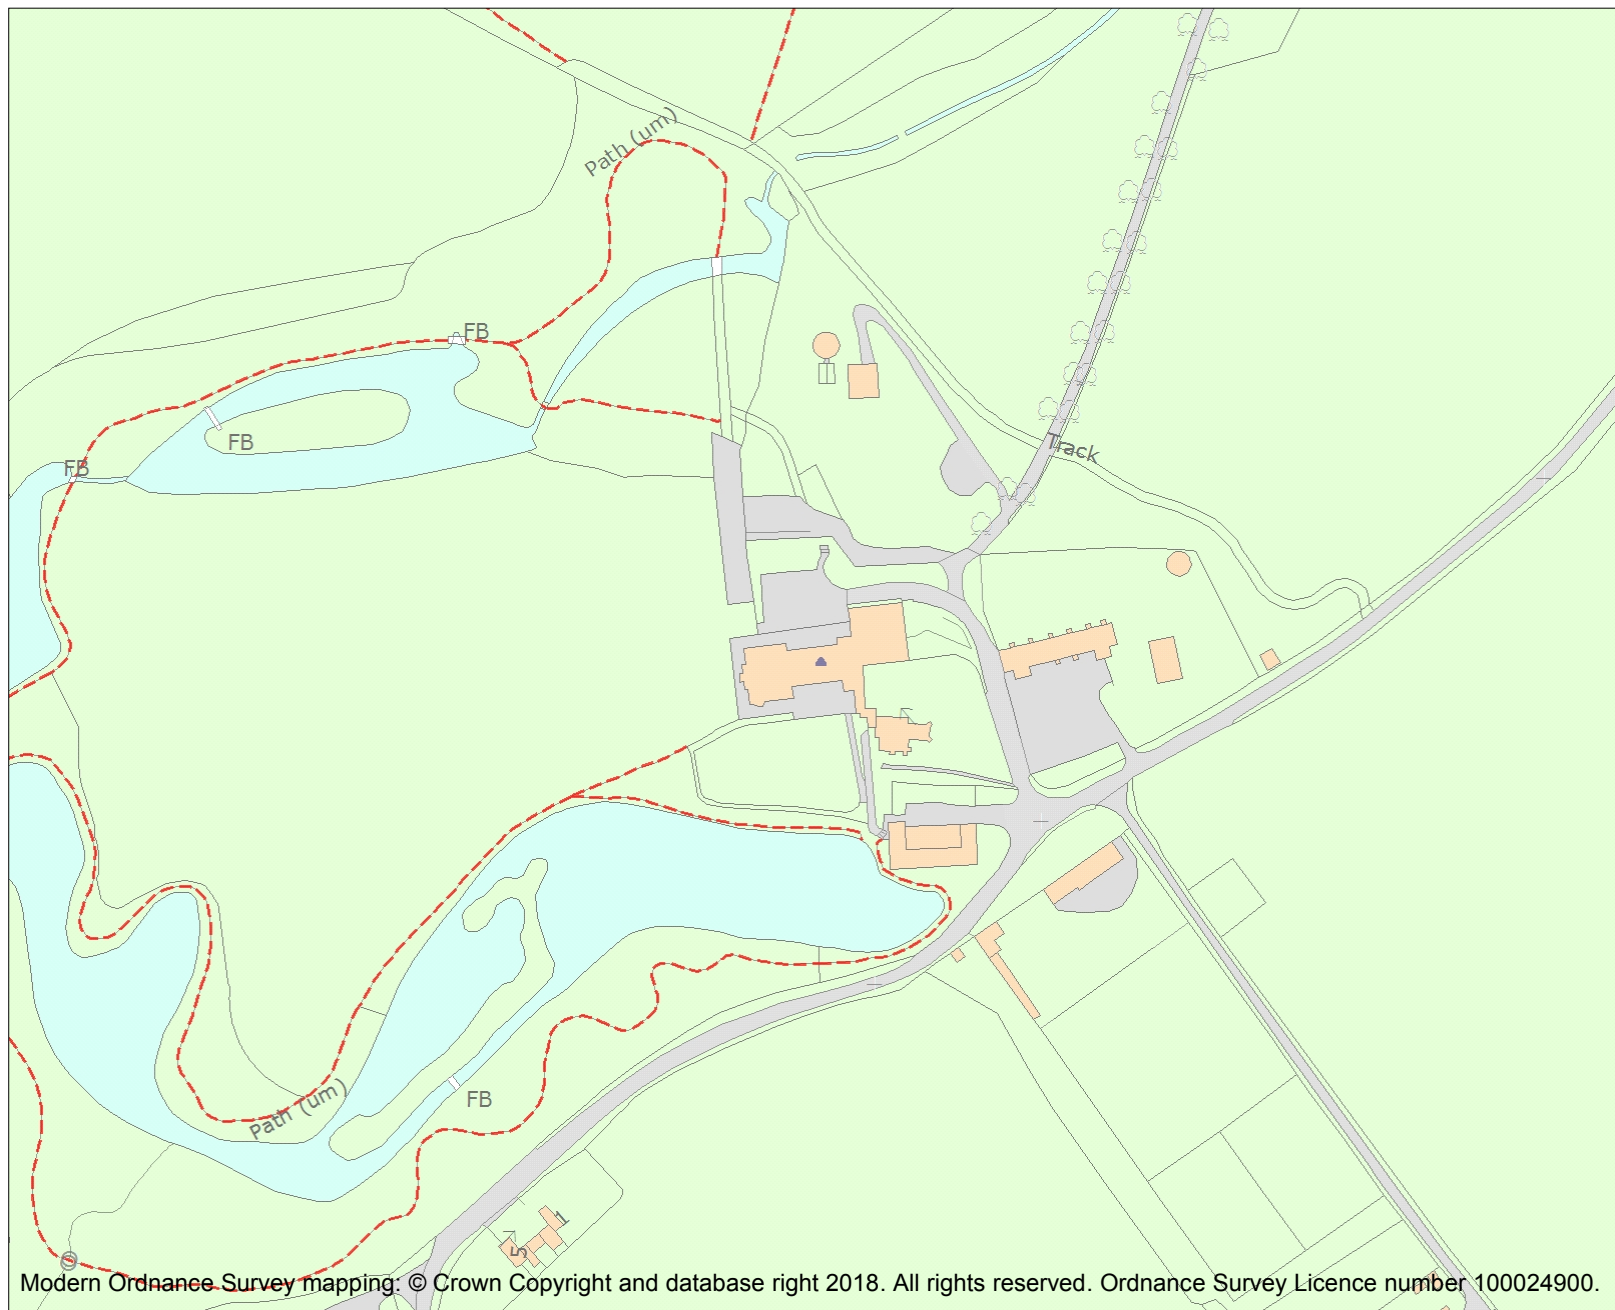 Path (um)
FB
FB
FB
Track
Path (um)
FB
1
5
Modern Ordnance Survey mapping: © Crown Copyright and database right 2018. All rights reserved. Ordnance Survey Licence number 100024900.